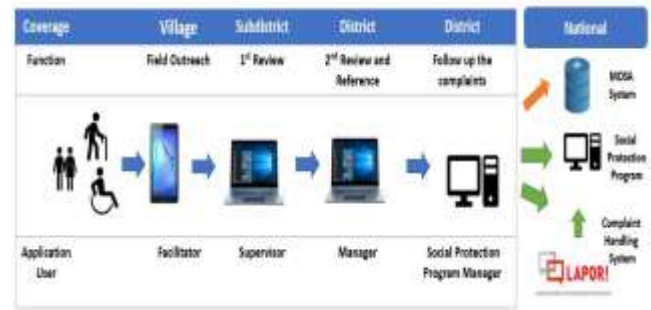 Coverage Village Subdistrict District District National
Function Field Outreach 1st Review 2nd Review and Reference Follow up the complaints
MOSA System
Social Protection Program
Complaint Handling System
Application User Facilitator Supervisor Manager Social Protection Program Manager
LAPOR!